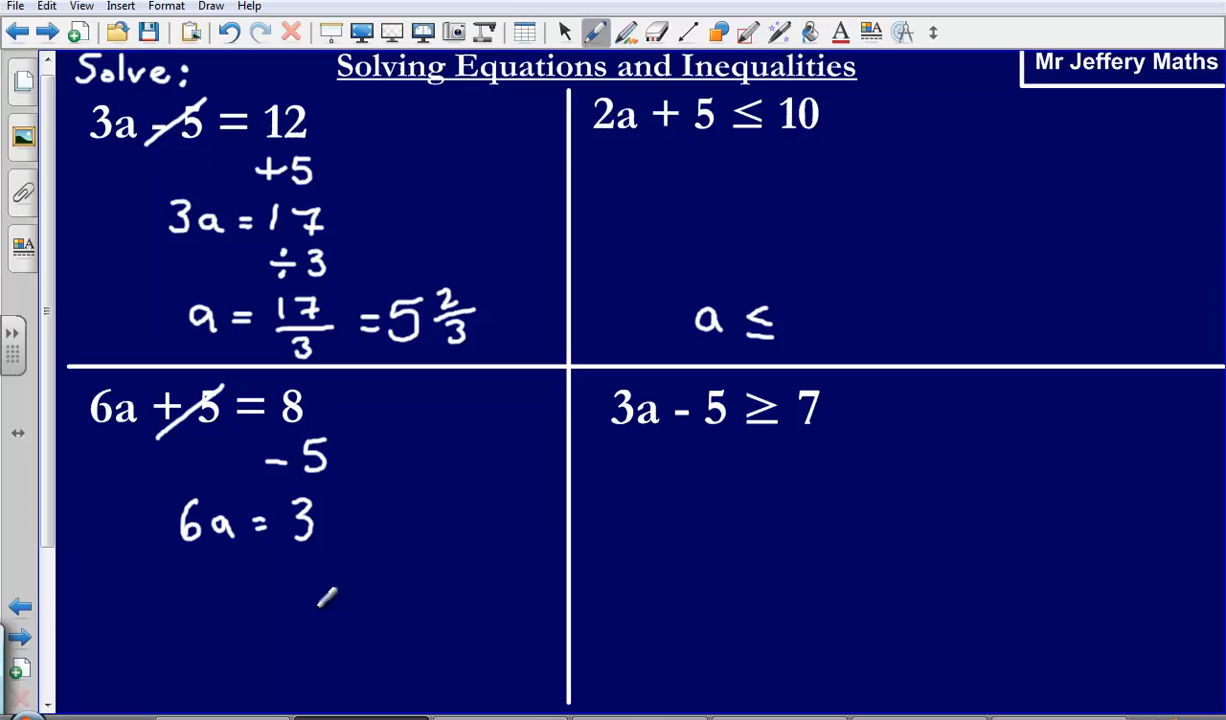 File Edit View Insert Format Draw Help
Solve:
Solving Equations and Inequalities
Mr Jeffery Maths
3a - 5 = 12
+5
3a = 17
÷3
a = 17/3 = 5 2/3
2a + 5 ≤ 10
a ≤
6a + 5 = 8
- 5
6a = 3
3a - 5 ≥ 7